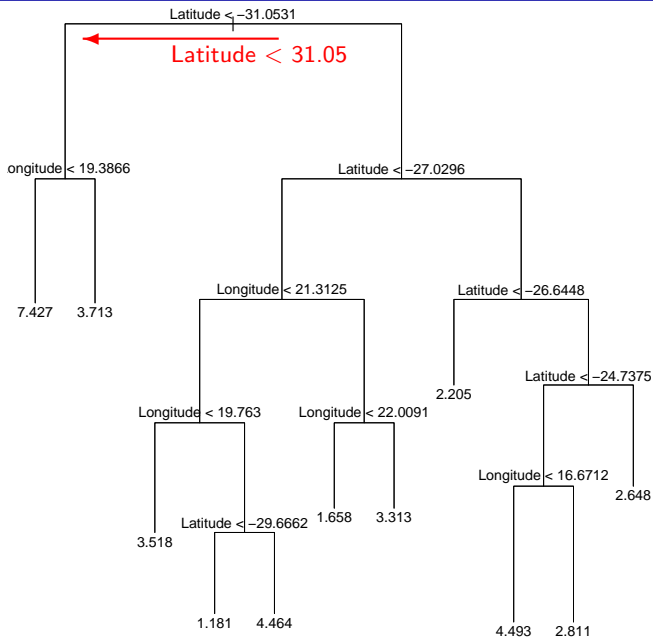 Latitude < −31.0531
Latitude < 31.05
ongitude < 19.3866
Latitude < −27.0296
7.427
3.713
Longitude < 21.3125
Latitude < −26.6448
Longitude < 19.763
Longitude < 22.0091
2.205
Latitude < −24.7375
3.518
Latitude < −29.6662
1.658
3.313
Longitude < 16.6712
2.648
1.181
4.464
4.493
2.811